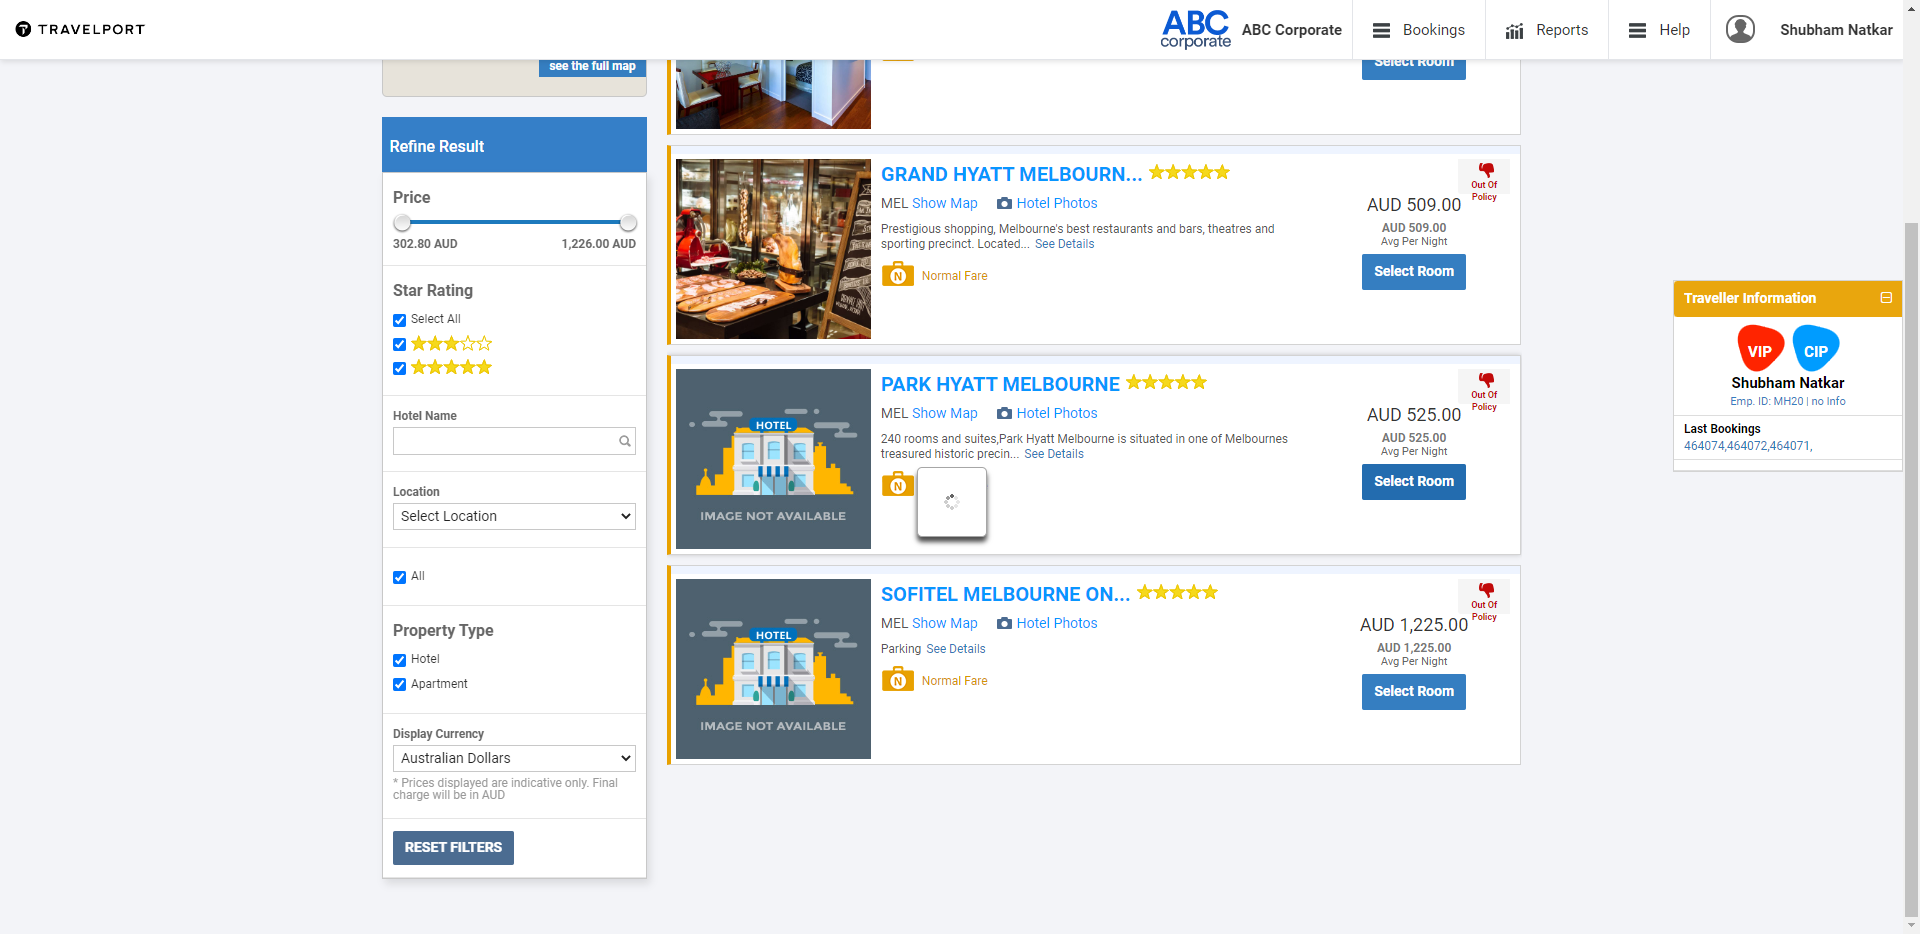 TRAVELPORT
ABC
corporate
ABC Corporate
Bookings
Reports
Help
Shubham Natkar
see the full map
Select Room
Refine Result
Price
302.80 AUD
1,226.00 AUD
Star Rating
Select All
Hotel Name
Location
Select Location
All
Property Type
Hotel
Apartment
Display Currency
Australian Dollars
* Prices displayed are indicative only. Final
charge will be in AUD
RESET FILTERS
GRAND HYATT MELBOURN...
MEL Show Map Hotel Photos
Prestigious shopping, Melbourne's best restaurants and bars, theatres and
sporting precinct. Located... See Details
N Normal Fare
Out Of
Policy
AUD 509.00
AUD 509.00
Avg Per Night
Select Room
PARK HYATT MELBOURNE
MEL Show Map Hotel Photos
240 rooms and suites,Park Hyatt Melbourne is situated in one of Melbournes
treasured historic precin... See Details
N
HOTEL
IMAGE NOT AVAILABLE
Out Of
Policy
AUD 525.00
AUD 525.00
Avg Per Night
Select Room
SOFITEL MELBOURNE ON...
MEL Show Map Hotel Photos
Parking See Details
N Normal Fare
HOTEL
IMAGE NOT AVAILABLE
Out Of
Policy
AUD 1,225.00
AUD 1,225.00
Avg Per Night
Select Room
Traveller Information
VIP
CIP
Shubham Natkar
Emp. ID: MH20 | no Info
Last Bookings
464074,464072,464071,